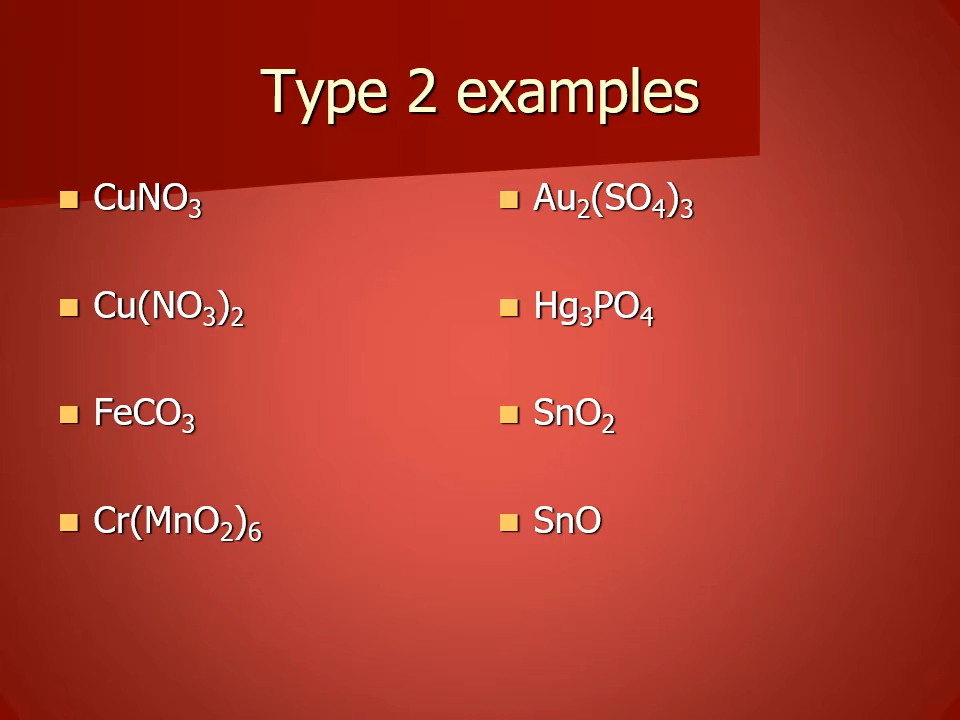 Type 2 examples
CuNO₃
Cu(NO₃)₂
FeCO₃
Cr(MnO₂)₆
Au₂(SO₄)₃
Hg₃PO₄
SnO₂
SnO